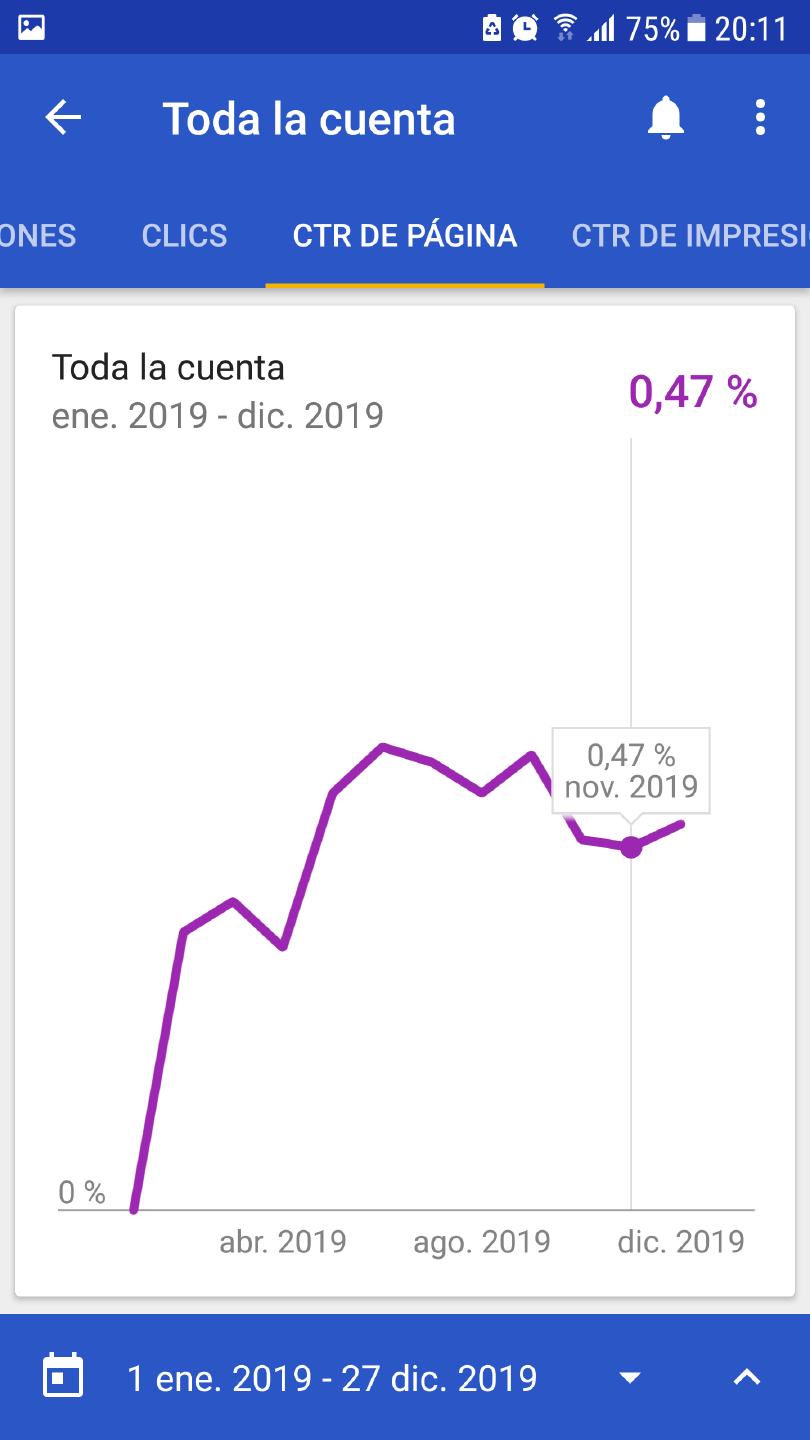 75% 20:11
Toda la cuenta
ONES CLICS CTR DE PÁGINA CTR DE IMPRESI
Toda la cuenta
ene. 2019 - dic. 2019
0,47 %
0,47 %
nov. 2019
0 %
abr. 2019 ago. 2019 dic. 2019
1 ene. 2019 - 27 dic. 2019